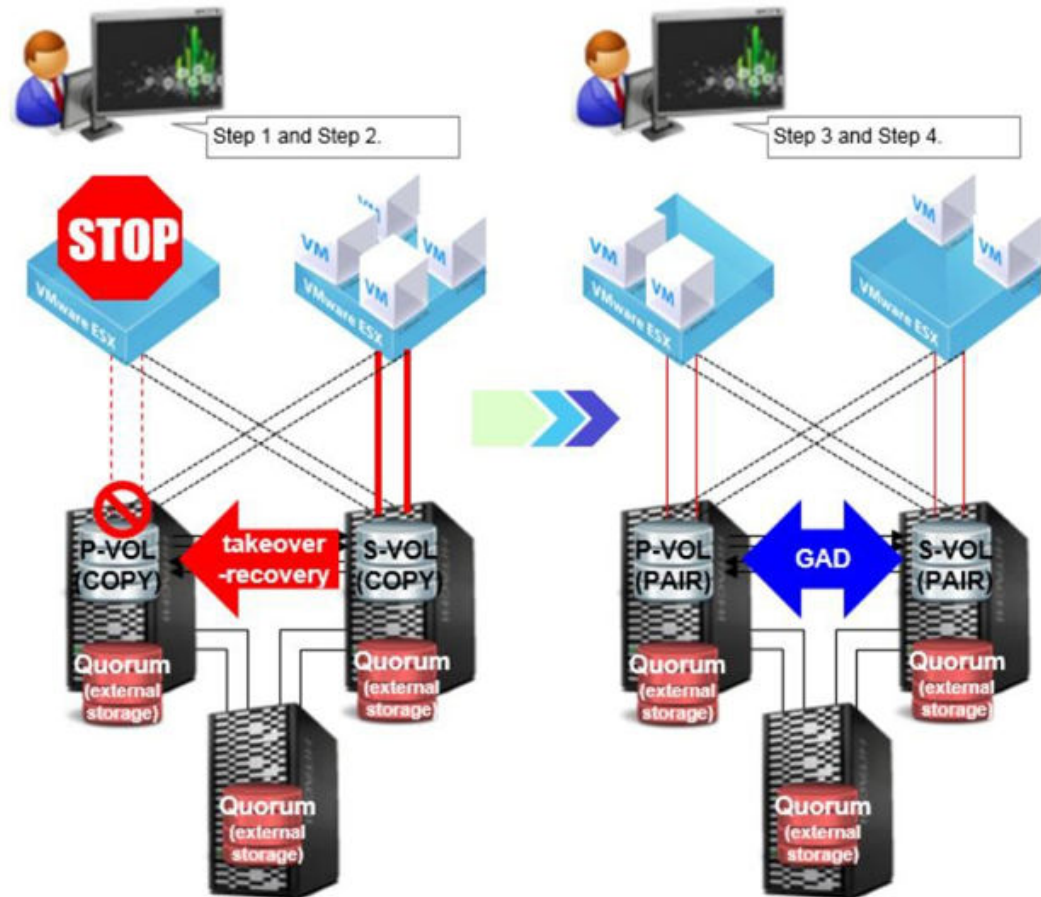 Step 1 and Step 2.
Step 3 and Step 4.
STOP
VMware ESX
VM
VM
VM
VM
VMware ESX
VM
VM
VMware ESX
VM
VM
VMware ESX
P-VOL
(COPY)
takeover
-recovery
S-VOL
(COPY)
P-VOL
(PAIR)
GAD
S-VOL
(PAIR)
Quorum
(external
storage)
Quorum
(external
storage)
Quorum
(external
storage)
Quorum
(external
storage)
Quorum
(external
storage)
Quorum
(external
storage)